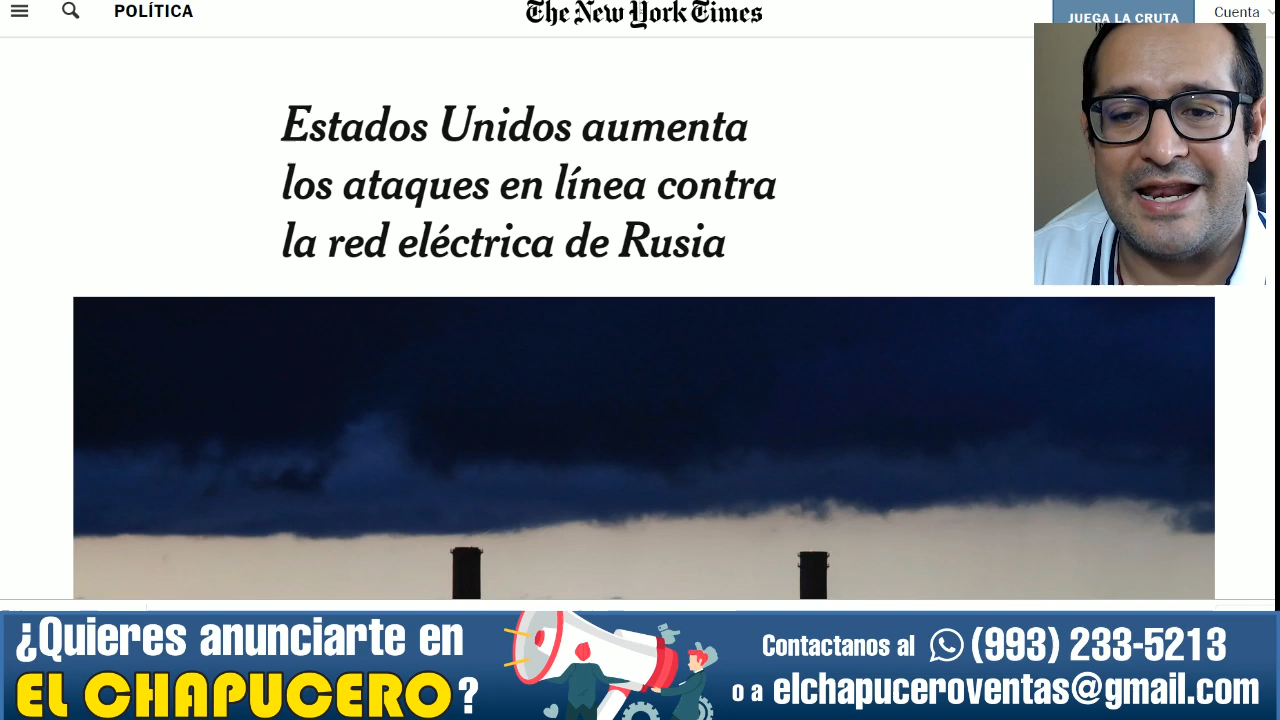 POLÍTICA
The New York Times
JUEGA LA CRUTA
Cuenta
Estados Unidos aumenta
los ataques en línea contra
la red eléctrica de Rusia
¿Quieres anunciarte en
EL CHAPUCERO?
Contactanos al (993) 233-5213
o a elchapuceroventas@gmail.com